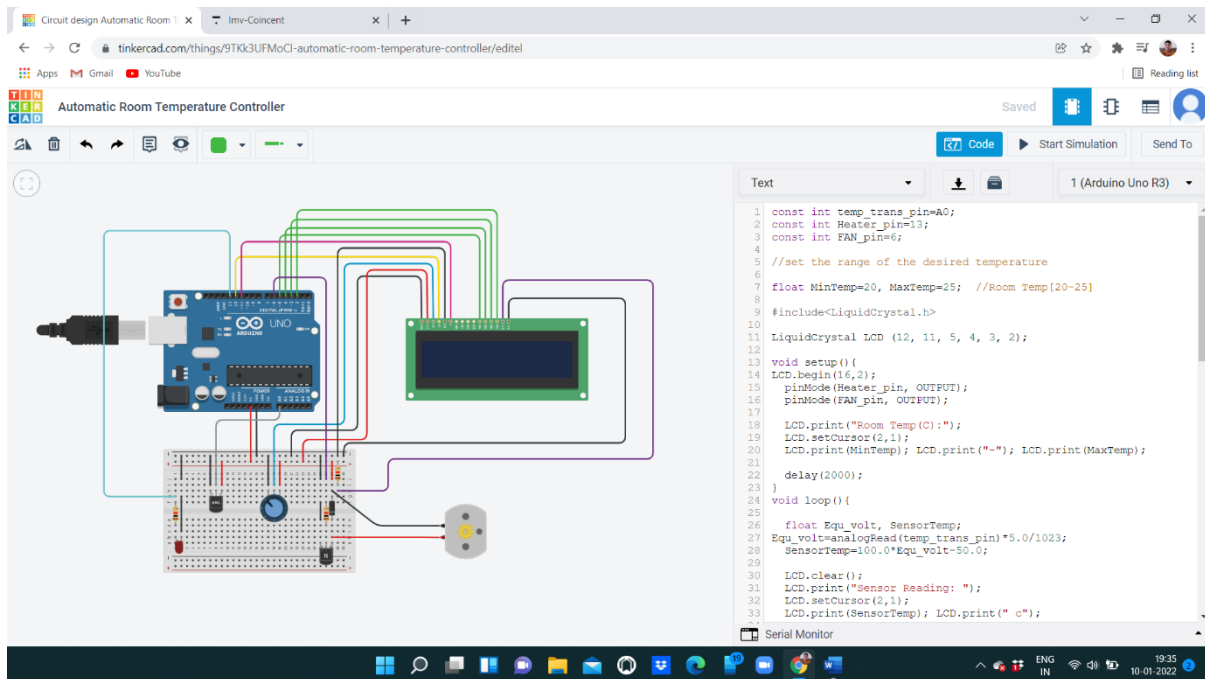 Circuit design Automatic Room T
Imv-Coincent
tinkercad.com/things/9TKk3UFMoCl-automatic-room-temperature-controller/editel
Apps Gmail YouTube
Reading list
TIN
KER
CAD
Automatic Room Temperature Controller
Saved
Code
Start Simulation
Send To
Text
1 (Arduino Uno R3)
1 const int temp_trans_pin=A0;
2 const int Heater_pin=13;
3 const int FAN_pin=6;
4
5 //set the range of the desired temperature
6
7 float MinTemp=20, MaxTemp=25; //Room Temp[20-25]
8
9 #include<LiquidCrystal.h>
10
11 LiquidCrystal LCD (12, 11, 5, 4, 3, 2);
12
13 void setup(){
14 LCD.begin(16,2);
15 pinMode(Heater_pin, OUTPUT);
16 pinMode(FAN_pin, OUTPUT);
17
18 LCD.print("Room Temp(C):");
19 LCD.setCursor(2,1);
20 LCD.print(MinTemp); LCD.print("-"); LCD.print(MaxTemp);
21
22 delay(2000);
23 }
24 void loop(){
25
26 float Equ_volt, SensorTemp;
27 Equ_volt=analogRead(temp_trans_pin)*5.0/1023;
28 SensorTemp=100.0*Equ_volt-50.0;
29
30 LCD.clear();
31 LCD.print("Sensor Reading: ");
32 LCD.setCursor(2,1);
33 LCD.print(SensorTemp); LCD.print(" c");
DIGITAL (PWM~)
UNO
ARDUINO
POWER
ANALOG IN
N
Serial Monitor
19
ENG
IN
19:35
10-01-2022
2